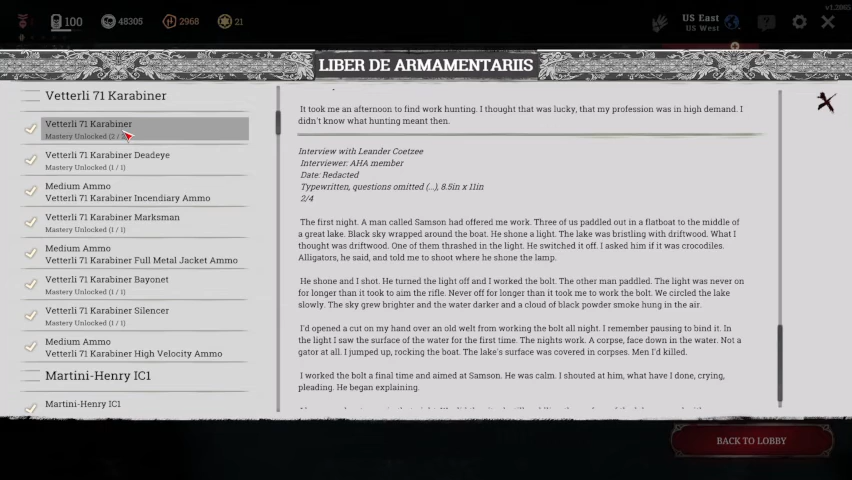 v1.2005
100
48305
2968
21
US East
US West
LIBER DE ARMAMENTARIIS
Vetterli 71 Karabiner
Vetterli 71 Karabiner
Mastery Unlocked (2 / 2)
Vetterli 71 Karabiner Deadeye
Mastery Unlocked (1 / 1)
Medium Ammo
Vetterli 71 Karabiner Incendiary Ammo
Vetterli 71 Karabiner Marksman
Mastery Unlocked (1 / 1)
Medium Ammo
Vetterli 71 Karabiner Full Metal Jacket Ammo
Vetterli 71 Karabiner Bayonet
Mastery Unlocked (1 / 1)
Vetterli 71 Karabiner Silencer
Mastery Unlocked (1 / 1)
Medium Ammo
Vetterli 71 Karabiner High Velocity Ammo
Martini-Henry IC1
Martini-Henry IC1
It took me an afternoon to find work hunting. I thought that was lucky, that my profession was in high demand. I
didn't know what hunting meant then.
Interview with Leander Coetzee
Interviewer: AHA member
Date: Redacted
Typewritten, questions omitted (...), 8.5in x 11in
2/4
The first night. A man called Samson had offered me work. Three of us paddled out in a flatboat to the middle of
a great lake. Black sky wrapped around the boat. He shone a light. The lake was bristling with driftwood. What I
thought was driftwood. One of them thrashed in the light. He switched it off. I asked him if it was crocodiles.
Alligators, he said, and told me to shoot where he shone the lamp.
He shone and I shot. He turned the light off and I worked the bolt. The other man paddled. The light was never on
for longer than it took to aim the rifle. Never off for longer than it took me to work the bolt. We circled the lake
slowly. The sky grew brighter and the water darker and a cloud of black powder smoke hung in the air.
I'd opened a cut on my hand over an old welt from working the bolt all night. I remember pausing to bind it. In
the light I saw the surface of the water for the first time. The nights work. A corpse, face down in the water. Not a
gator at all. I jumped up, rocking the boat. The lake's surface was covered in corpses. Men I'd killed.
I worked the bolt a final time and aimed at Samson. He was calm. I shouted at him, what have I done, crying,
pleading. He began explaining.
BACK TO LOBBY